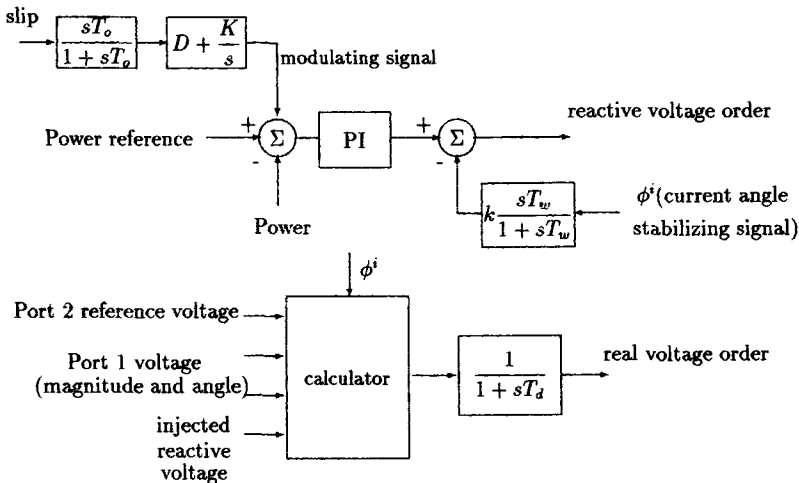 slip
sT_o
1 + sT_o
D + K/s
modulating signal
Power reference
+
-
Σ
PI
+
-
Σ
reactive voltage order
Power
k sT_w
1 + sT_w
ϕ^i(current angle
stabilizing signal)
ϕ^i
Port 2 reference voltage
Port 1 voltage
(magnitude and angle)
injected
reactive
voltage
calculator
1
1 + sT_d
real voltage order